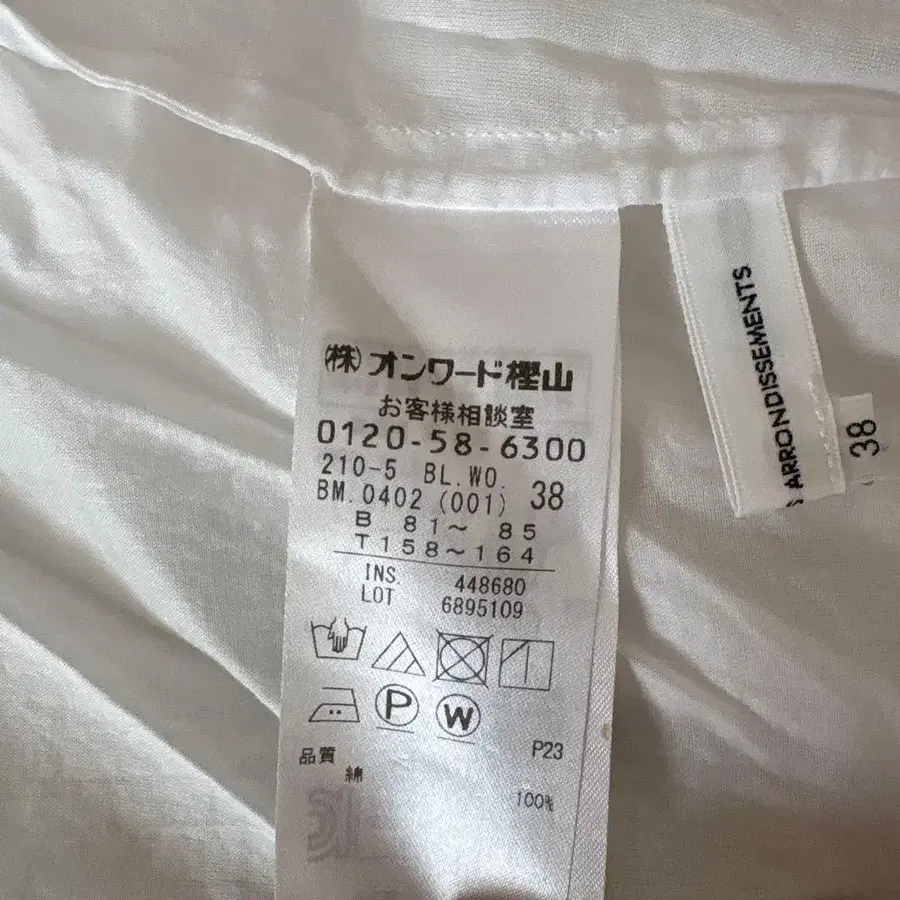 (株)オンワード樫山
お客様相談室
0120-58-6300
210-5 BL.WO.
BM.0402 (001) 38
B 81~ 85
T158~164
INS. 448680
LOT 6895109
P
W
P23
品質
綿
100%
ARRONDISSEMENTS
38